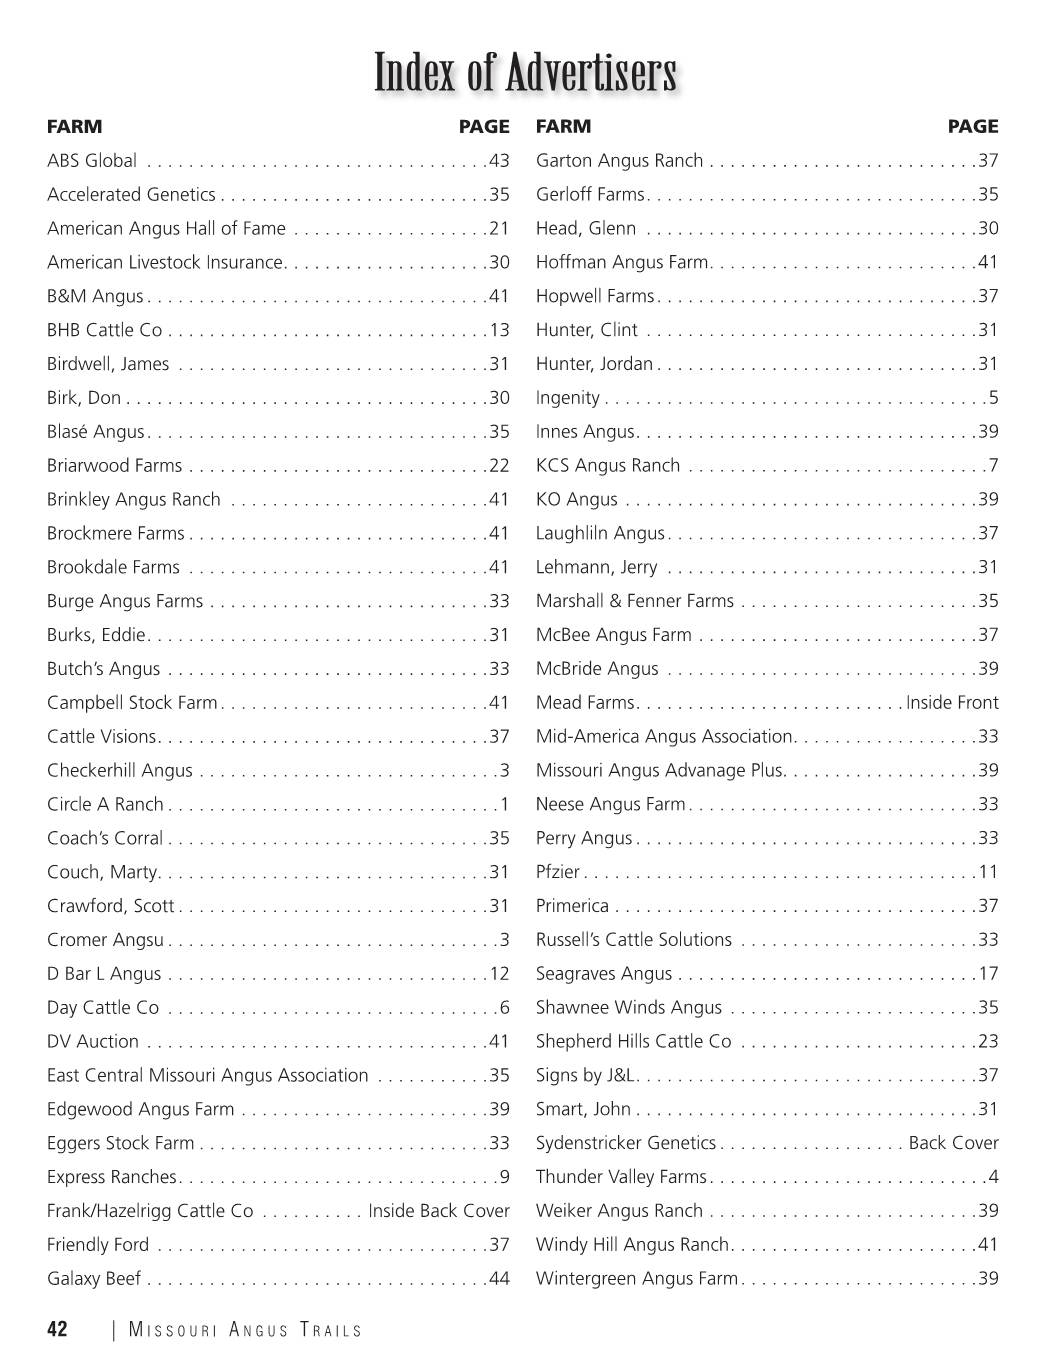 Index of Advertisers
FARM PAGE
ABS Global . . . . . . . . . . . . . . . . . . . . . . . . . . . . . . . . .43
Accelerated Genetics . . . . . . . . . . . . . . . . . . . . . . . . . .35
American Angus Hall of Fame . . . . . . . . . . . . . . . . . . .21
American Livestock Insurance. . . . . . . . . . . . . . . . . . . .30
B&M Angus . . . . . . . . . . . . . . . . . . . . . . . . . . . . . . . . .41
BHB Cattle Co . . . . . . . . . . . . . . . . . . . . . . . . . . . . . . .13
Birdwell, James . . . . . . . . . . . . . . . . . . . . . . . . . . . . . .31
Birk, Don . . . . . . . . . . . . . . . . . . . . . . . . . . . . . . . . . . .30
Blasé Angus . . . . . . . . . . . . . . . . . . . . . . . . . . . . . . . . .35
Briarwood Farms . . . . . . . . . . . . . . . . . . . . . . . . . . . . .22
Brinkley Angus Ranch . . . . . . . . . . . . . . . . . . . . . . . . .41
Brockmere Farms . . . . . . . . . . . . . . . . . . . . . . . . . . . . .41
Brookdale Farms . . . . . . . . . . . . . . . . . . . . . . . . . . . . .41
Burge Angus Farms . . . . . . . . . . . . . . . . . . . . . . . . . . .33
Burks, Eddie. . . . . . . . . . . . . . . . . . . . . . . . . . . . . . . . .31
Butch’s Angus . . . . . . . . . . . . . . . . . . . . . . . . . . . . . . .33
Campbell Stock Farm . . . . . . . . . . . . . . . . . . . . . . . . . .41
Cattle Visions. . . . . . . . . . . . . . . . . . . . . . . . . . . . . . . .37
Checkerhill Angus . . . . . . . . . . . . . . . . . . . . . . . . . . . . .3
Circle A Ranch . . . . . . . . . . . . . . . . . . . . . . . . . . . . . . . .1
Coach’s Corral . . . . . . . . . . . . . . . . . . . . . . . . . . . . . . .35
Couch, Marty. . . . . . . . . . . . . . . . . . . . . . . . . . . . . . . .31
Crawford, Scott . . . . . . . . . . . . . . . . . . . . . . . . . . . . . .31
Cromer Angsu . . . . . . . . . . . . . . . . . . . . . . . . . . . . . . . .3
D Bar L Angus . . . . . . . . . . . . . . . . . . . . . . . . . . . . . . .12
Day Cattle Co . . . . . . . . . . . . . . . . . . . . . . . . . . . . . . . .6
DV Auction . . . . . . . . . . . . . . . . . . . . . . . . . . . . . . . . .41
East Central Missouri Angus Association . . . . . . . . . . .35
Edgewood Angus Farm . . . . . . . . . . . . . . . . . . . . . . . .39
Eggers Stock Farm . . . . . . . . . . . . . . . . . . . . . . . . . . . .33
Express Ranches. . . . . . . . . . . . . . . . . . . . . . . . . . . . . . .9
Frank/Hazelrigg Cattle Co . . . . . . . . . . Inside Back Cover
Friendly Ford . . . . . . . . . . . . . . . . . . . . . . . . . . . . . . . .37
Galaxy Beef . . . . . . . . . . . . . . . . . . . . . . . . . . . . . . . . .44
FARM PAGE
Garton Angus Ranch . . . . . . . . . . . . . . . . . . . . . . . . . .37
Gerloff Farms. . . . . . . . . . . . . . . . . . . . . . . . . . . . . . . .35
Head, Glenn . . . . . . . . . . . . . . . . . . . . . . . . . . . . . . . .30
Hoffman Angus Farm. . . . . . . . . . . . . . . . . . . . . . . . . .41
Hopwell Farms . . . . . . . . . . . . . . . . . . . . . . . . . . . . . . .37
Hunter, Clint . . . . . . . . . . . . . . . . . . . . . . . . . . . . . . . .31
Hunter, Jordan . . . . . . . . . . . . . . . . . . . . . . . . . . . . . . .31
Ingenity . . . . . . . . . . . . . . . . . . . . . . . . . . . . . . . . . . . . .5
Innes Angus. . . . . . . . . . . . . . . . . . . . . . . . . . . . . . . . .39
KCS Angus Ranch . . . . . . . . . . . . . . . . . . . . . . . . . . . . .7
KO Angus . . . . . . . . . . . . . . . . . . . . . . . . . . . . . . . . . .39
Laughliln Angus . . . . . . . . . . . . . . . . . . . . . . . . . . . . . .37
Lehmann, Jerry . . . . . . . . . . . . . . . . . . . . . . . . . . . . . .31
Marshall & Fenner Farms . . . . . . . . . . . . . . . . . . . . . . .35
McBee Angus Farm . . . . . . . . . . . . . . . . . . . . . . . . . . .37
McBride Angus . . . . . . . . . . . . . . . . . . . . . . . . . . . . . .39
Mead Farms. . . . . . . . . . . . . . . . . . . . . . . . . . Inside Front
Mid-America Angus Association. . . . . . . . . . . . . . . . . .33
Missouri Angus Advanage Plus. . . . . . . . . . . . . . . . . . .39
Neese Angus Farm . . . . . . . . . . . . . . . . . . . . . . . . . . . .33
Perry Angus . . . . . . . . . . . . . . . . . . . . . . . . . . . . . . . . .33
Pfzier . . . . . . . . . . . . . . . . . . . . . . . . . . . . . . . . . . . . . .11
Primerica . . . . . . . . . . . . . . . . . . . . . . . . . . . . . . . . . . .37
Russell’s Cattle Solutions . . . . . . . . . . . . . . . . . . . . . . .33
Seagraves Angus . . . . . . . . . . . . . . . . . . . . . . . . . . . . .17
Shawnee Winds Angus . . . . . . . . . . . . . . . . . . . . . . . .35
Shepherd Hills Cattle Co . . . . . . . . . . . . . . . . . . . . . . .23
Signs by J&L. . . . . . . . . . . . . . . . . . . . . . . . . . . . . . . . .37
Smart, John . . . . . . . . . . . . . . . . . . . . . . . . . . . . . . . . .31
Sydenstricker Genetics . . . . . . . . . . . . . . . . . . Back Cover
Thunder Valley Farms . . . . . . . . . . . . . . . . . . . . . . . . . . .4
Weiker Angus Ranch . . . . . . . . . . . . . . . . . . . . . . . . . .39
Windy Hill Angus Ranch. . . . . . . . . . . . . . . . . . . . . . . .41
Wintergreen Angus Farm . . . . . . . . . . . . . . . . . . . . . . .39
42 | MISSOURI ANGUS TRAILS